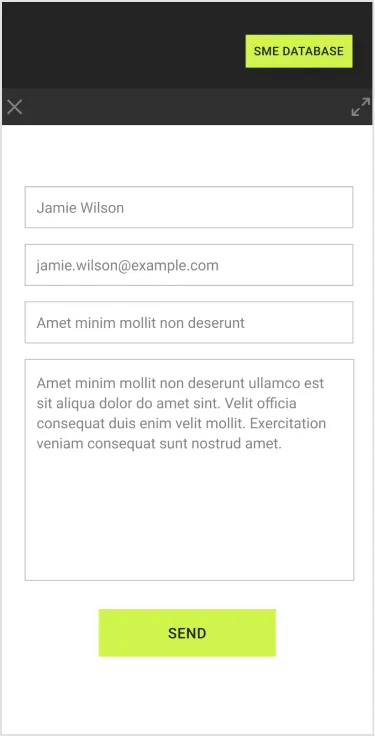 SME DATABASE
Jamie Wilson
jamie.wilson@example.com
Amet minim mollit non deserunt
Amet minim mollit non deserunt ullamco est
sit aliqua dolor do amet sint. Velit officia
consequat duis enim velit mollit. Exercitation
veniam consequat sunt nostrud amet.
SEND